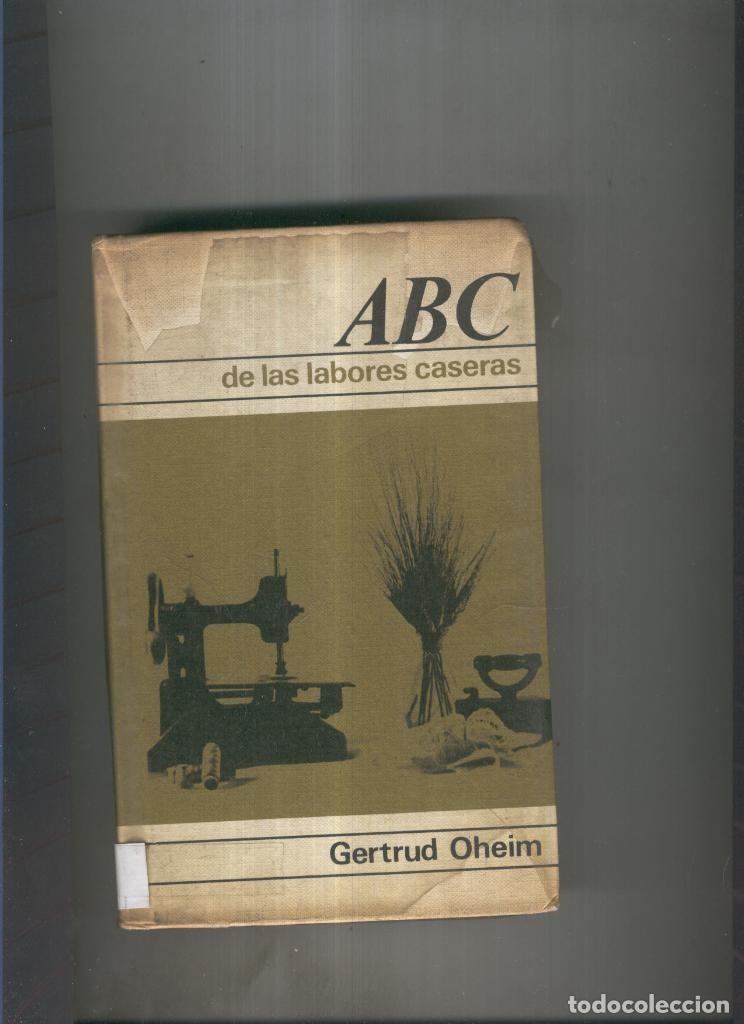 ABC
de las labores caseras
Gertrud Oheim
todocoleccion